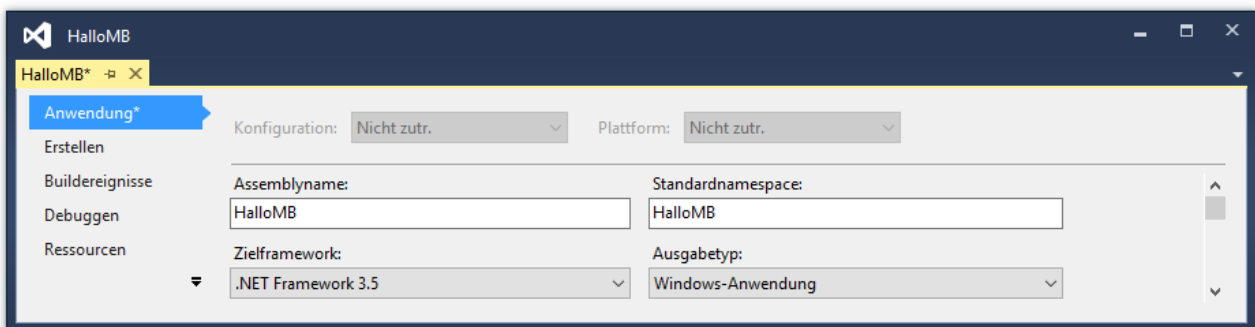 HalloMB
HalloMB*
Anwendung*
Erstellen
Buildereignisse
Debuggen
Ressourcen
Konfiguration: Nicht zutr. Plattform: Nicht zutr.
Assemblyname: Standardnamespace:
HalloMB HalloMB
Zielframework: Ausgabetyp:
.NET Framework 3.5 Windows-Anwendung